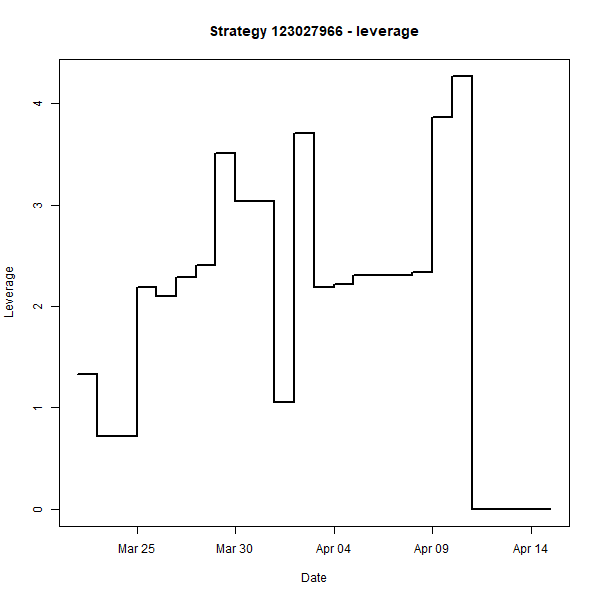 Strategy 123027966 - leverage
4
3
2
1
0
Leverage
Mar 25
Mar 30
Apr 04
Apr 09
Apr 14
Date